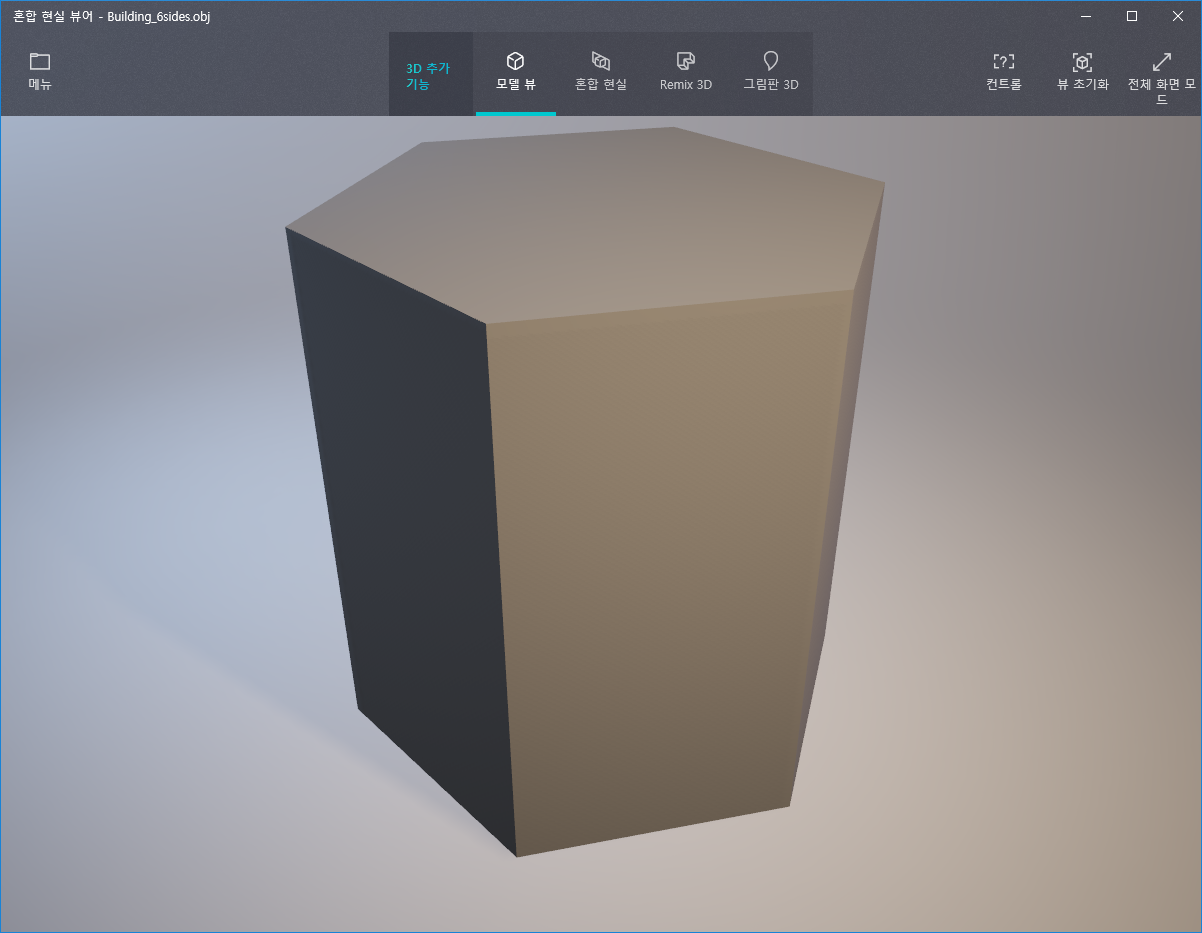 혼합 현실 뷰어 - Building_6sides.obj
메뉴
3D 추가
기능
모델 뷰
혼합 현실
Remix 3D
그림판 3D
컨트롤
뷰 초기화
전체 화면 모
드